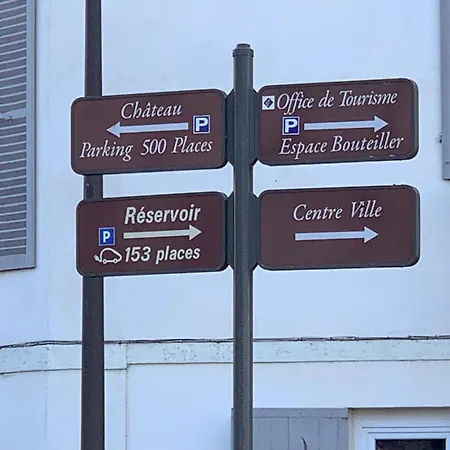 Château
P
Parking 500 Places
Office de Tourisme
P
Espace Bouteiller
Réservoir
P
153 places
Centre Ville